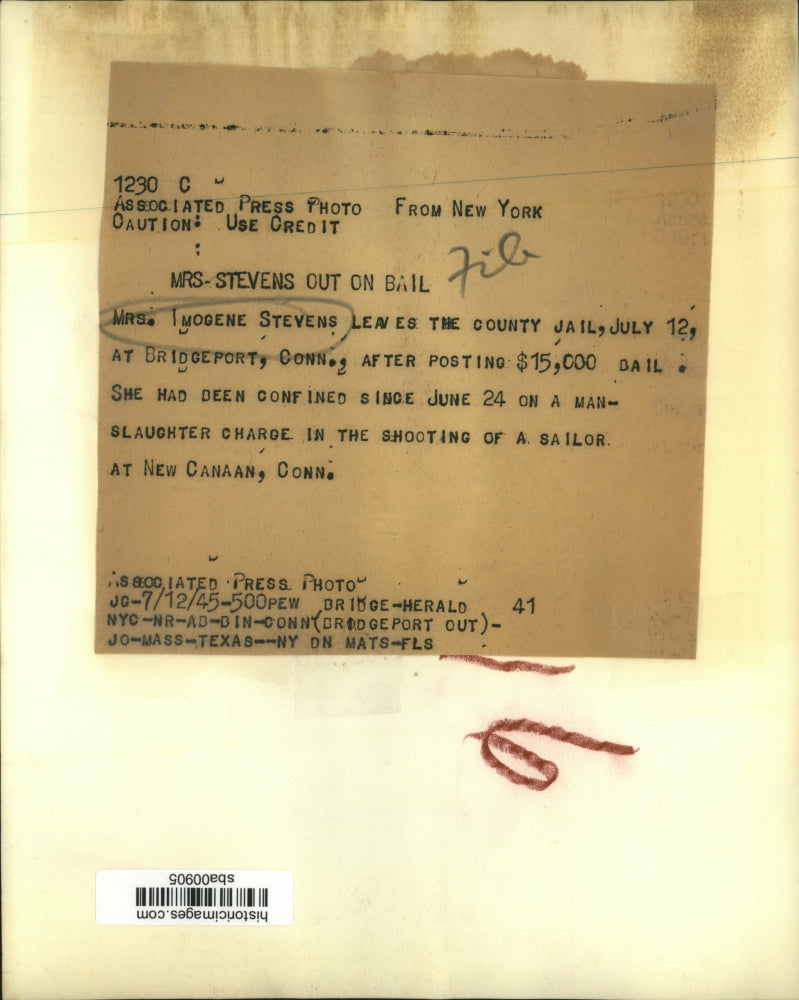 1230 C
ASSOCIATED PRESS PHOTO FROM NEW YORK
CAUTION: USE CREDIT
:
MRS. STEVENS OUT ON BAIL
File
MRS. IMOGENE STEVENS LEAVES THE COUNTY JAIL, JULY 12,
AT BRIDGEPORT, CONN., AFTER POSTING $15,000 BAIL.
SHE HAD BEEN CONFINED SINCE JUNE 24 ON A MAN-
SLAUGHTER CHARGE IN THE SHOOTING OF A SAILOR
AT NEW CANAAN, CONN.
ASSOCIATED PRESS PHOTO
JG-7/12/45-500PEW BRIDGE-HERALD 41
NYC-NR-AB-BIN-CONN(BRIDGEPORT OUT)-
JO-MASS-TEXAS--NY DN MATS-FLS
historicimages.com
sba00905